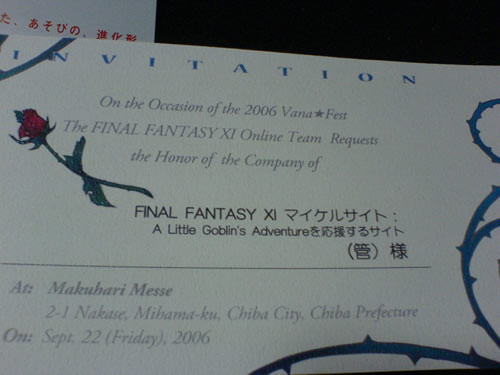 た、あそびの、進化形
INVITATION
On the Occasion of the 2006 Vana★Fest
The FINAL FANTASY XI Online Team Requests
the Honor of the Company of
FINAL FANTASY XI マイケルサイト：
A Little Goblin's Adventureを応援するサイト
（管）様
At: Makuhari Messe
2-1 Nakase, Mihama-ku, Chiba City, Chiba Prefecture
On: Sept. 22 (Friday), 2006